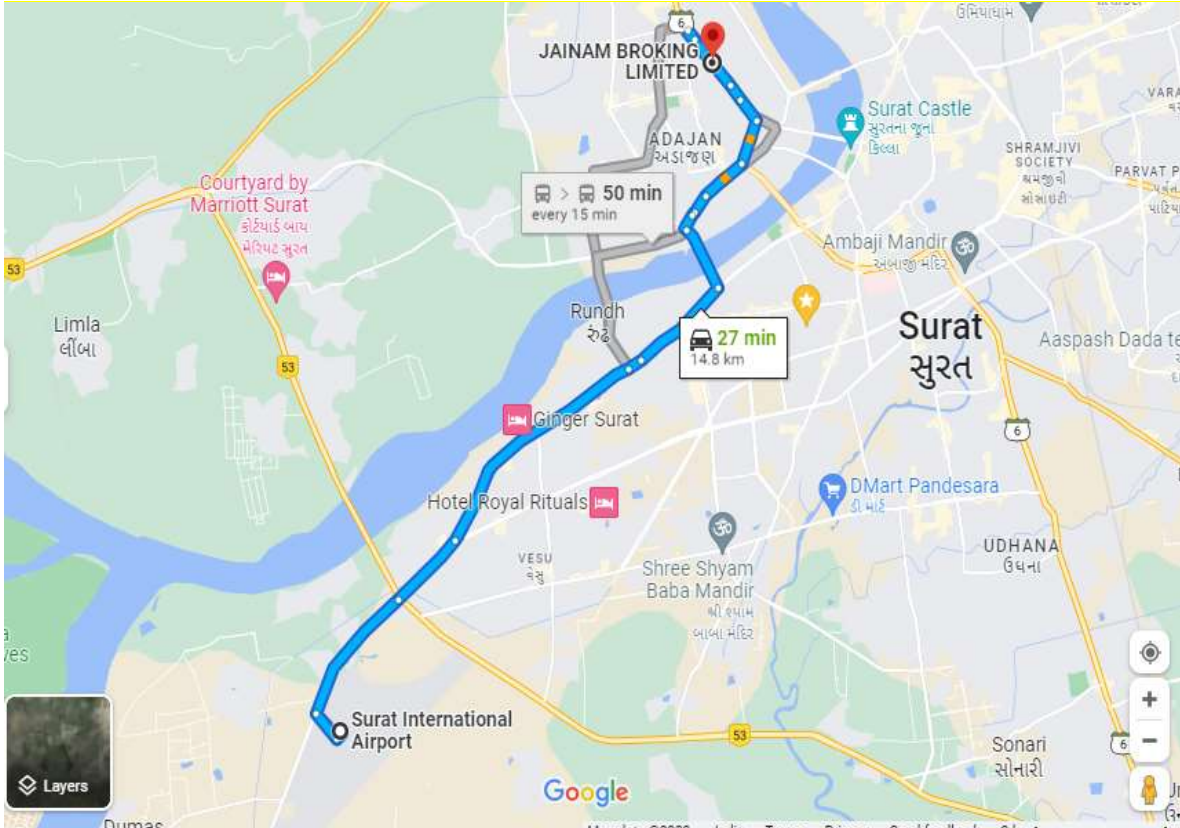 6
ઉમિયાધામ
JAINAM BROKING
LIMITED
Surat Castle
સુરતના જૂના
કિલ્લા
ADAJAN
અડાજણ
SHRAMJIVI
SOCIETY
શ્રમજીવી
સોસાઇટી
PARVAT
Courtyard by
Marriott Surat
કોર્ટયાર્ડ બાય
મેરિયટ સુરત
50 min
every 15 min
Ambaji Mandir
અંબાજી મંદિર
53
Limla
લીંબા
Rundh
રુંઢ
27 min
14.8 km
Surat
સુરત
Aaspash Dada te
53
Ginger Surat
6
Hotel Royal Rituals
DMart Pandesara
ડી માર્ટ
VESU
વેસુ
Shree Shyam
Baba Mandir
શ્રી શ્યામ
બાબા મંદિર
UDHANA
ઉધના
Surat International
Airport
53
Sonari
સોનારી
6
Layers
Google
Dumas